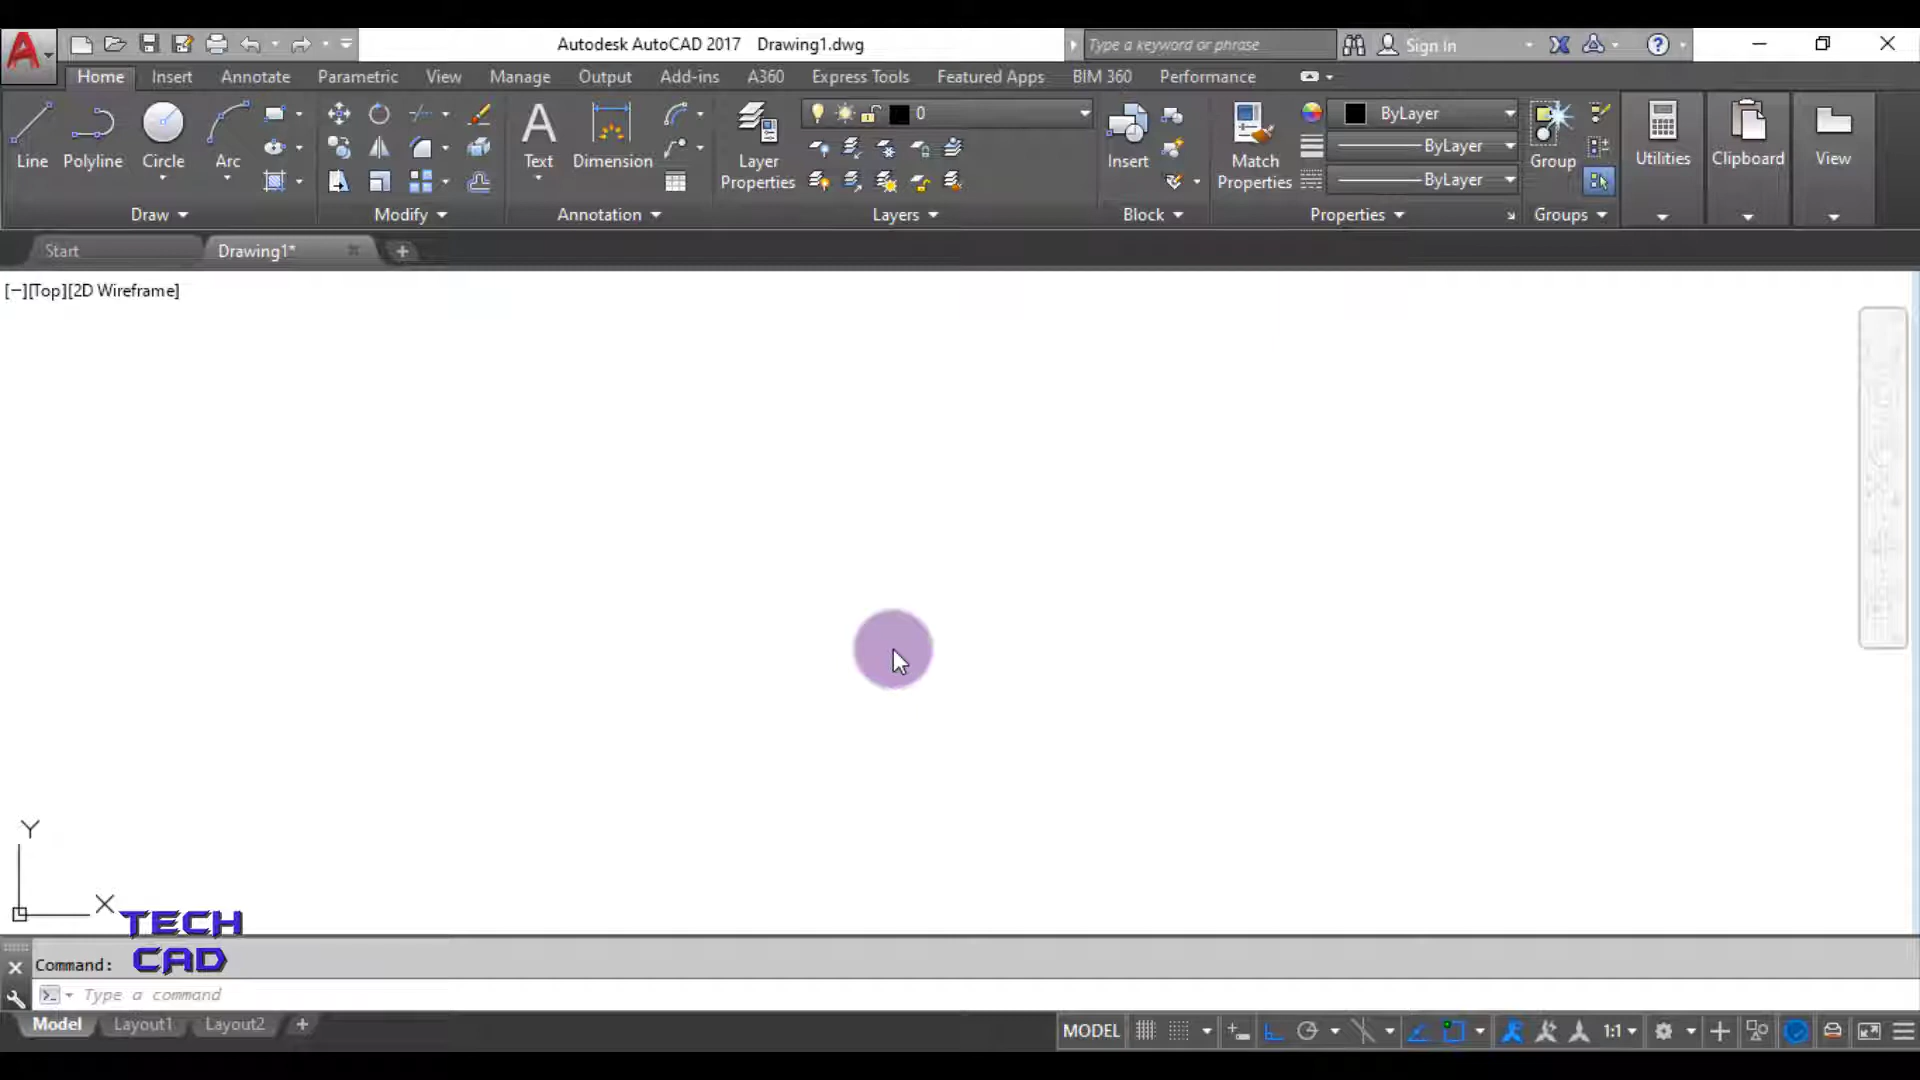 Autodesk AutoCAD 2017 Drawing1.dwg
Type a keyword or phrase
Sign In
Home Insert Annotate Parametric View Manage Output Add-ins A360 Express Tools Featured Apps BIM 360 Performance
0
ByLayer
ByLayer
ByLayer
Line Polyline Circle Arc
Text Dimension
Layer Properties
Insert
Match Properties
Group
Utilities Clipboard View
Draw Modify Annotation Layers Block Properties Groups
Start Drawing1*
[−][Top][2D Wireframe]
Y
X
TECH
CAD
Command:
Type a command
Model Layout1 Layout2
MODEL 1:1